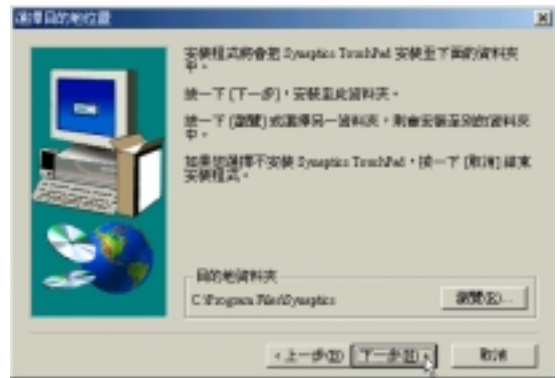 選擇目的地位置
安裝程式將會把 Synaptics TouchPad 安裝至下面的資料夾
中。
按一下 [下一步]，安裝至此資料夾。
按一下 [瀏覽] 或選擇另一資料夾，則會安裝至別的資料夾
中。
如果您選擇不安裝 Synaptics TouchPad，按一下 [取消] 結束
安裝程式。
目的地資料夾
C:\Program Files\Synaptics
瀏覽(R)...
< 上一步(B)
下一步(N) >
取消